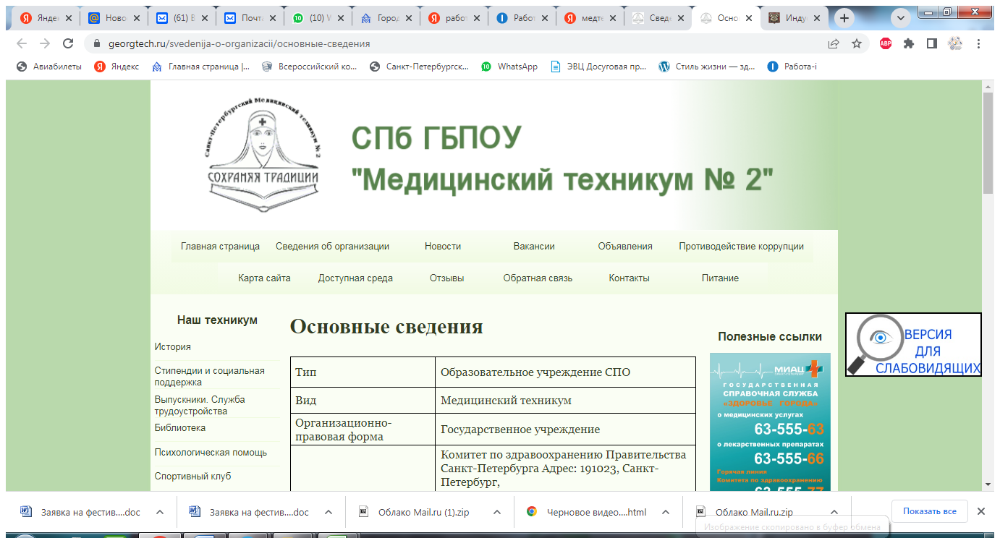 Яндек
Ново
(61) В
Почта
(10) W
Город
работ
Работ
медте
Сведе
Осно
Инду
georgtech.ru/svedenija-o-organizacii/основные-сведения
ABP
Авиабилеты
Яндекс
Главная страница |...
Всероссийский ко...
Санкт-Петербургск...
10
WhatsApp
ЭВЦ Досуговая пр...
Стиль жизни — зд...
Работа-i
Санкт-Петербургский Медицинский техникум № 2
СОХРАНЯЯ ТРАДИЦИИ
СПб ГБПОУ
"Медицинский техникум № 2"
Главная страница
Сведения об организации
Новости
Вакансии
Объявления
Противодействие коррупции
Карта сайта
Доступная среда
Отзывы
Обратная связь
Контакты
Питание
Наш техникум
История
Стипендии и социальная
поддержка
Выпускники. Служба
трудоустройства
Библиотека
Психологическая помощь
Спортивный клуб
Основные сведения
Тип
Образовательное учреждение СПО
Вид
Медицинский техникум
Организационно-
правовая форма
Государственное учреждение
Комитет по здравоохранению Правительства
Санкт-Петербурга Адрес: 191023, Санкт-
Петербург,
Полезные ссылки
МИАЦ
ГОСУДАРСТВЕННАЯ
СПРАВОЧНАЯ СЛУЖБА
«ЗДОРОВЬЕ ГОРОДА»
о медицинских услугах
63-555-63
о лекарственных препаратах
63-555-66
Горячая линия
Комитета по здравоохранению
63-555-77
ВЕРСИЯ
ДЛЯ
СЛАБОВИДЯЩИХ
Заявка на фестив....doc
Заявка на фестив....doc
Облако Mail.ru (1).zip
Черновое видео....html
Облако Mail.ru.zip
Показать все
Изображение скопировано в буфер обмена